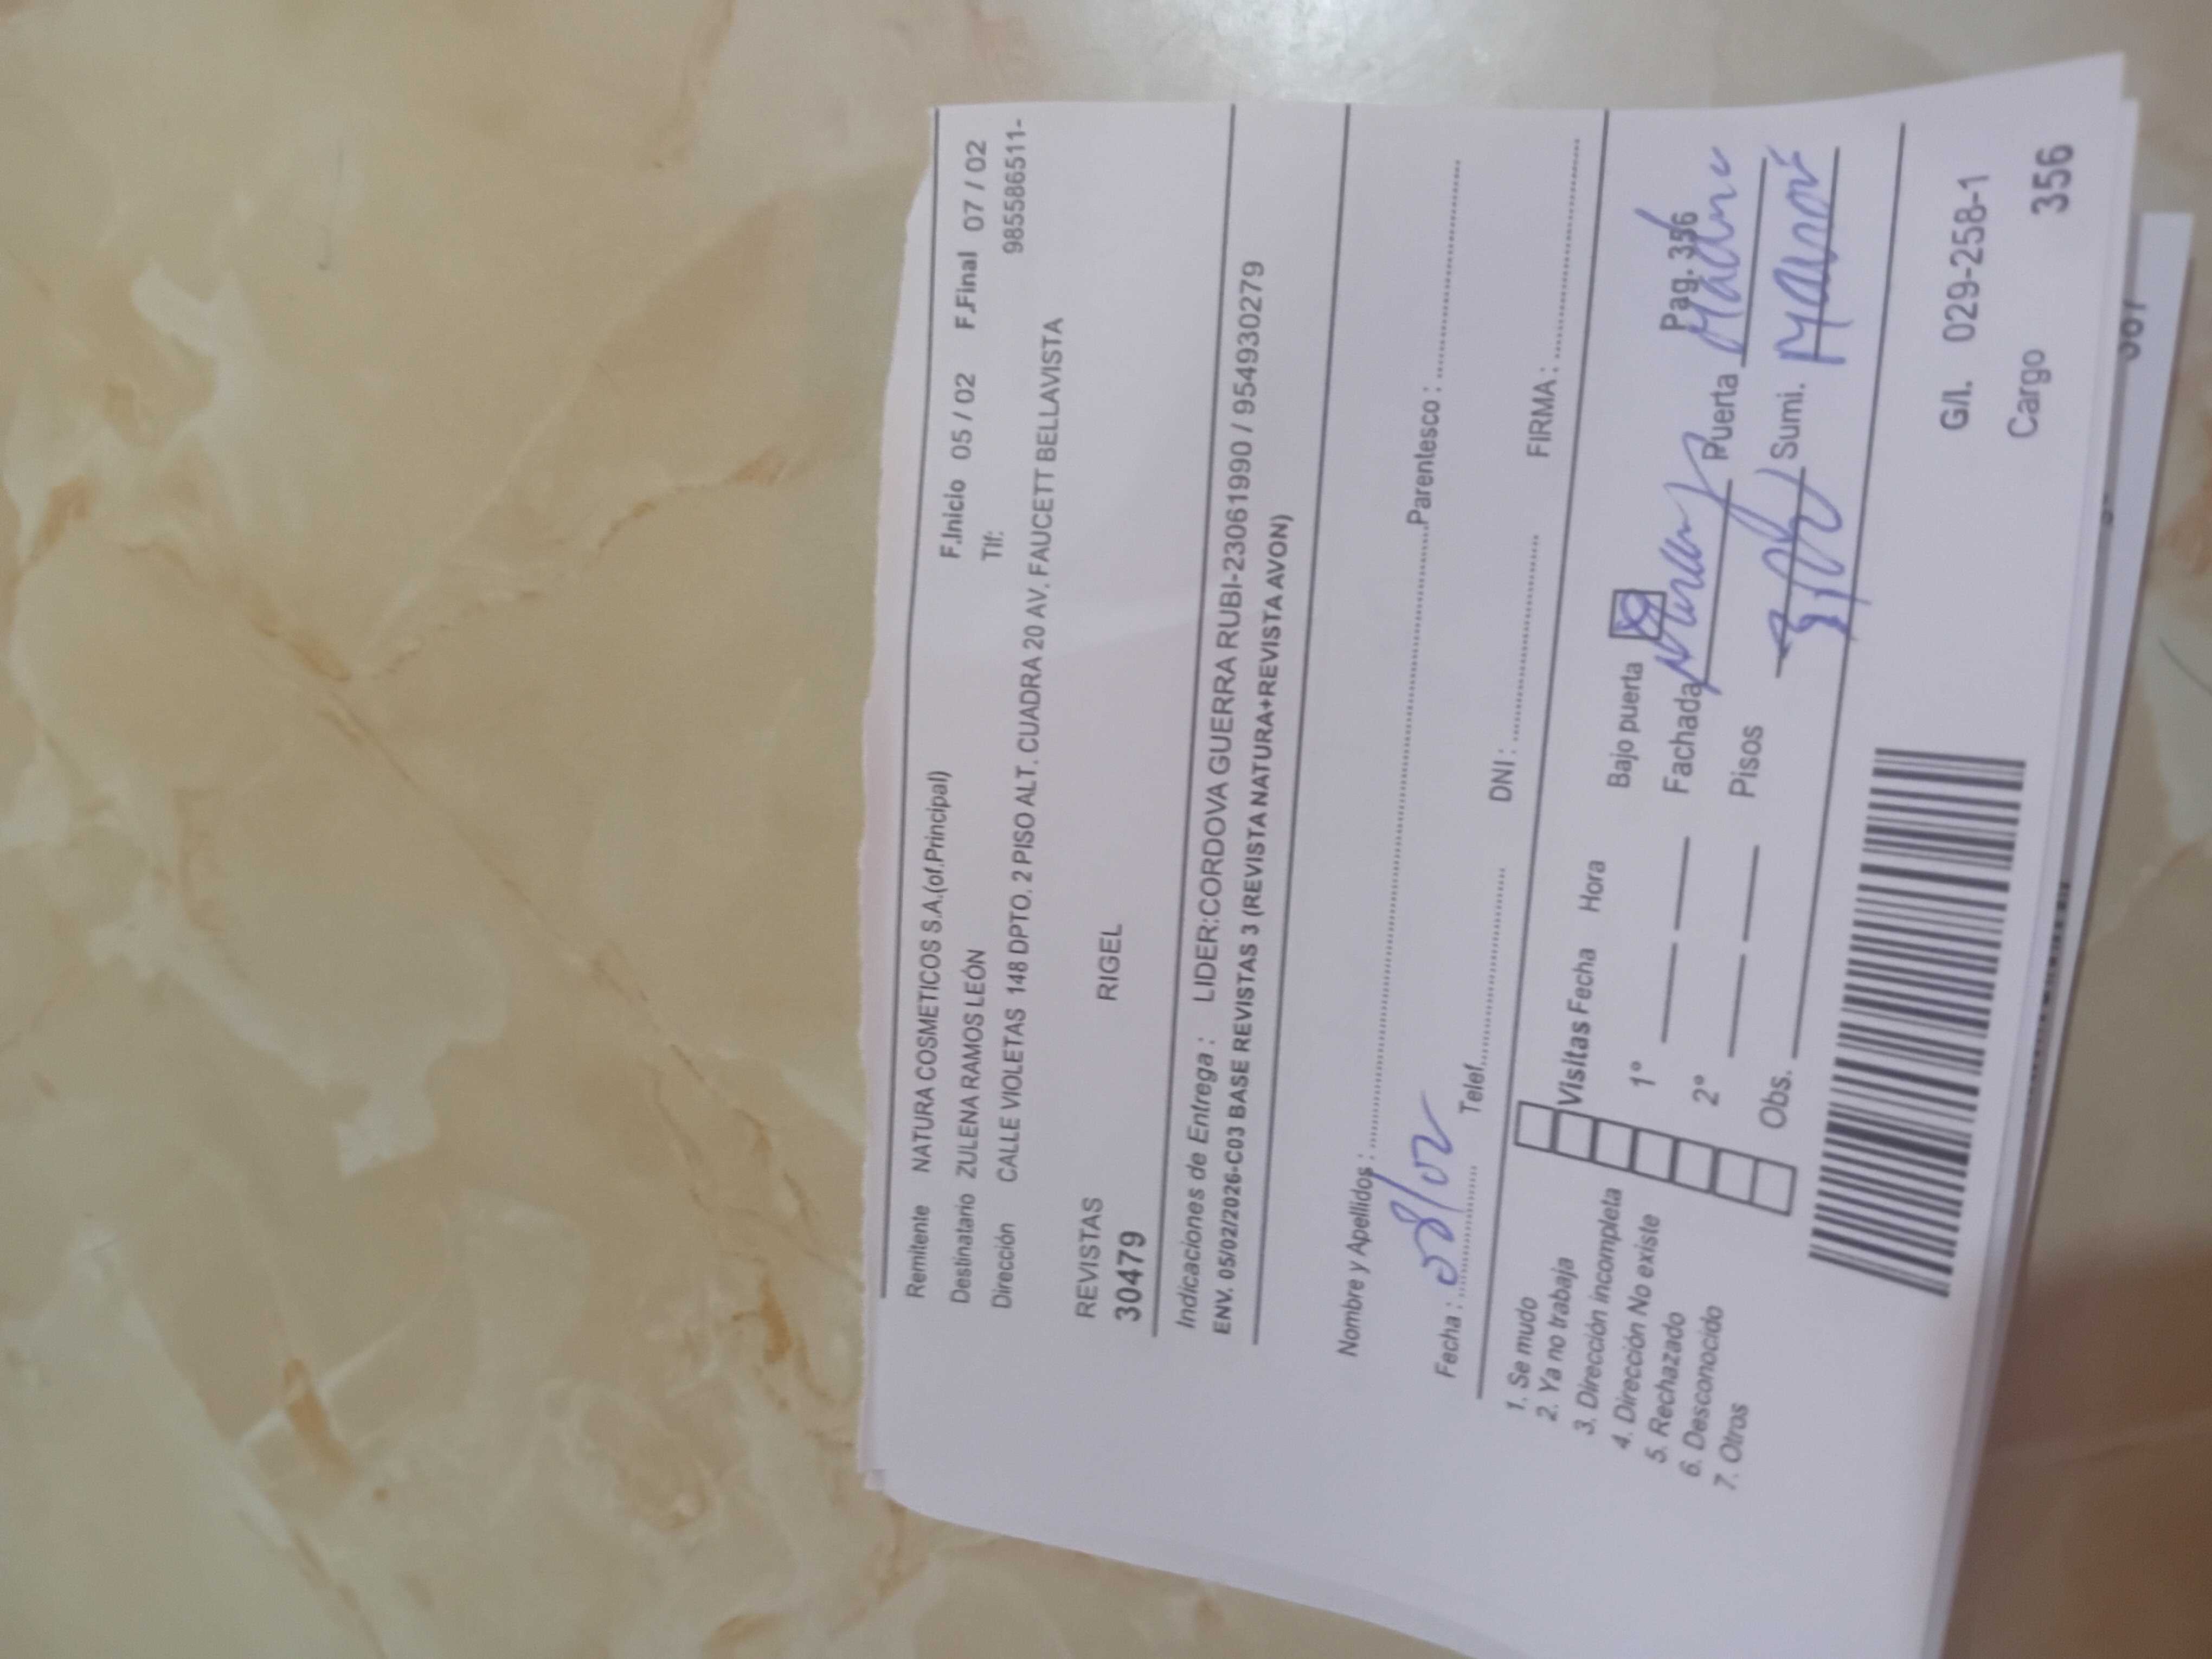 Remitente NATURA COSMETICOS S.A.(of.Principal) F.Inicio 05 / 02 F.Final 07 / 02
Destinatario ZULENA RAMOS LEÓN Tlf: 985586511-
Dirección CALLE VIOLETAS 148 DPTO. 2 PISO ALT. CUADRA 20 AV. FAUCETT BELLAVISTA
REVISTAS RIGEL
30479
Indicaciones de Entrega : LIDER:CORDOVA GUERRA RUBI-23061990 / 954930279
ENV. 05/02/2026-C03 BASE REVISTAS 3 (REVISTA NATURA+REVISTA AVON)
Nombre y Apellidos : Parentesco :
Fecha : 08/02 Telef. DNI : FIRMA :
1. Se mudo
2. Ya no trabaja
3. Dirección incompleta
4. Dirección No existe
5. Rechazado
6. Desconocido
7. Otros
Visitas Fecha Hora Bajo puerta Pag. 356
1° Fachada Puerta
2° Pisos Sumi. Marrón
Obs.
G/I. 029-258-1
Cargo 356